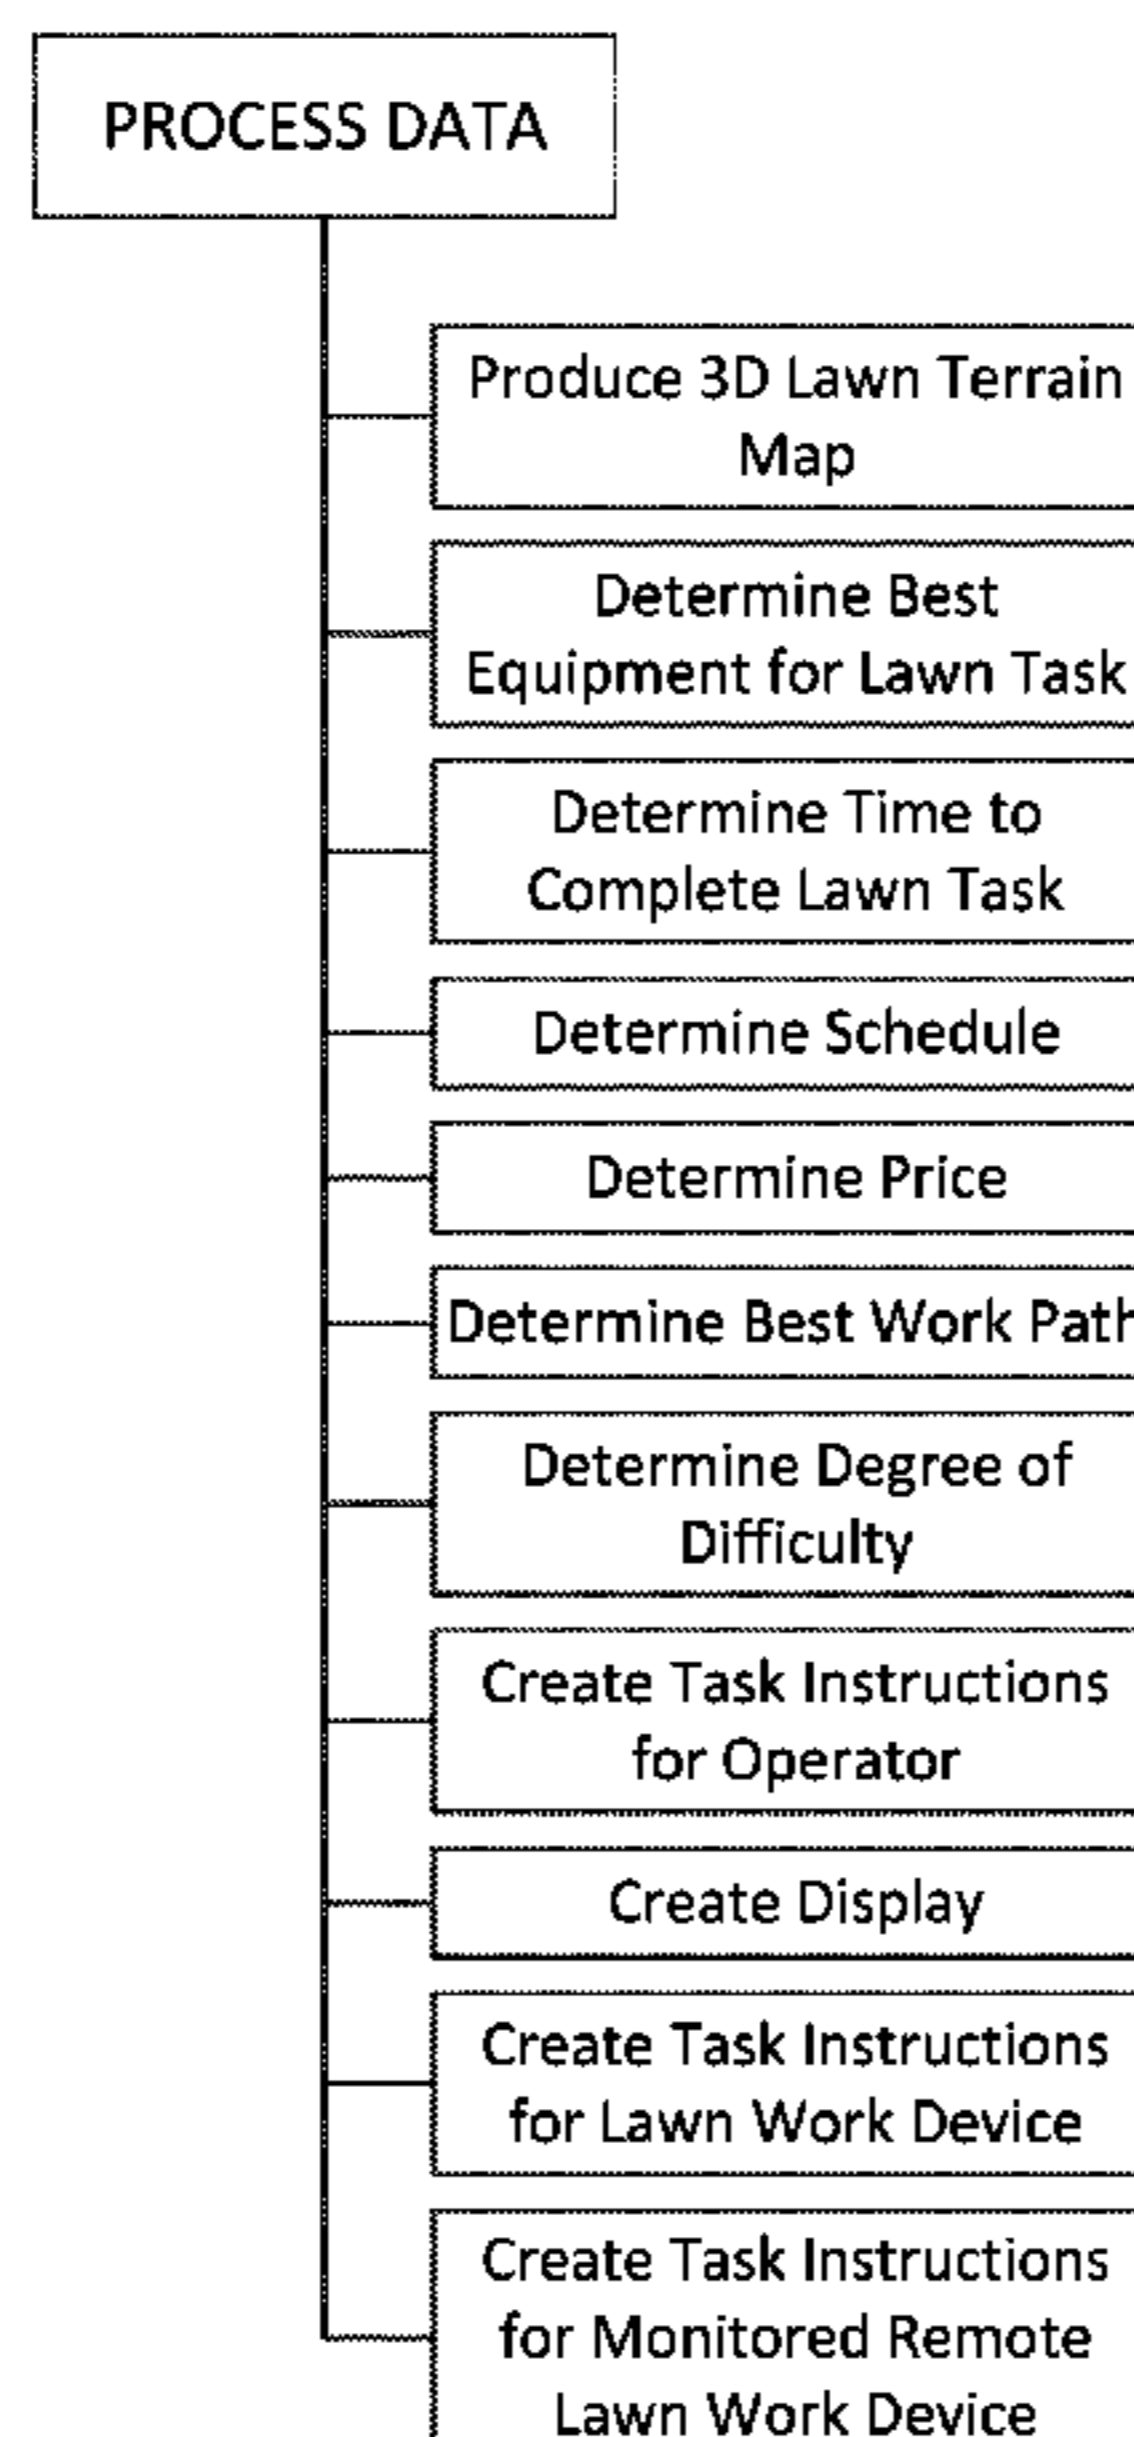 PROCESS DATA
Produce 3D Lawn Terrain
Map
Determine Best
Equipment for Lawn Task
Determine Time to
Complete Lawn Task
Determine Schedule
Determine Price
Determine Best Work Path
Determine Degree of
Difficulty
Create Task Instructions
for Operator
Create Display
Create Task Instructions
for Lawn Work Device
Create Task Instructions
for Monitored Remote
Lawn Work Device